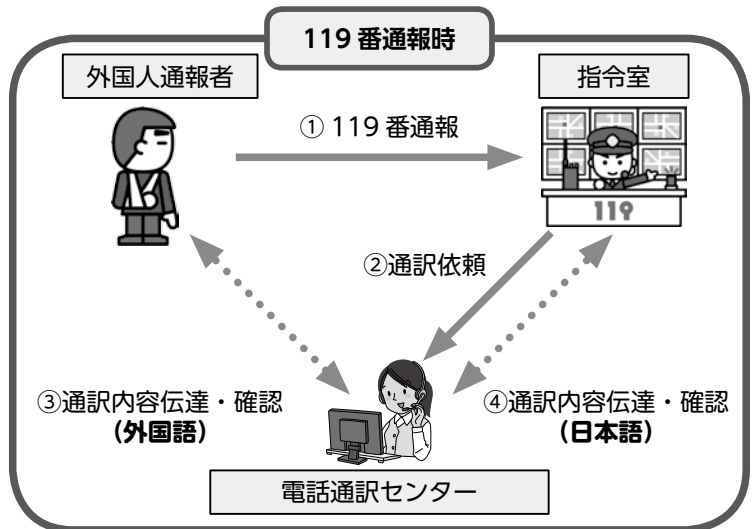 119 番通報時
外国人通報者
指令室
① 119 番通報
119
②通訳依頼
③通訳内容伝達・確認
(外国語)
④通訳内容伝達・確認
(日本語)
電話通訳センター